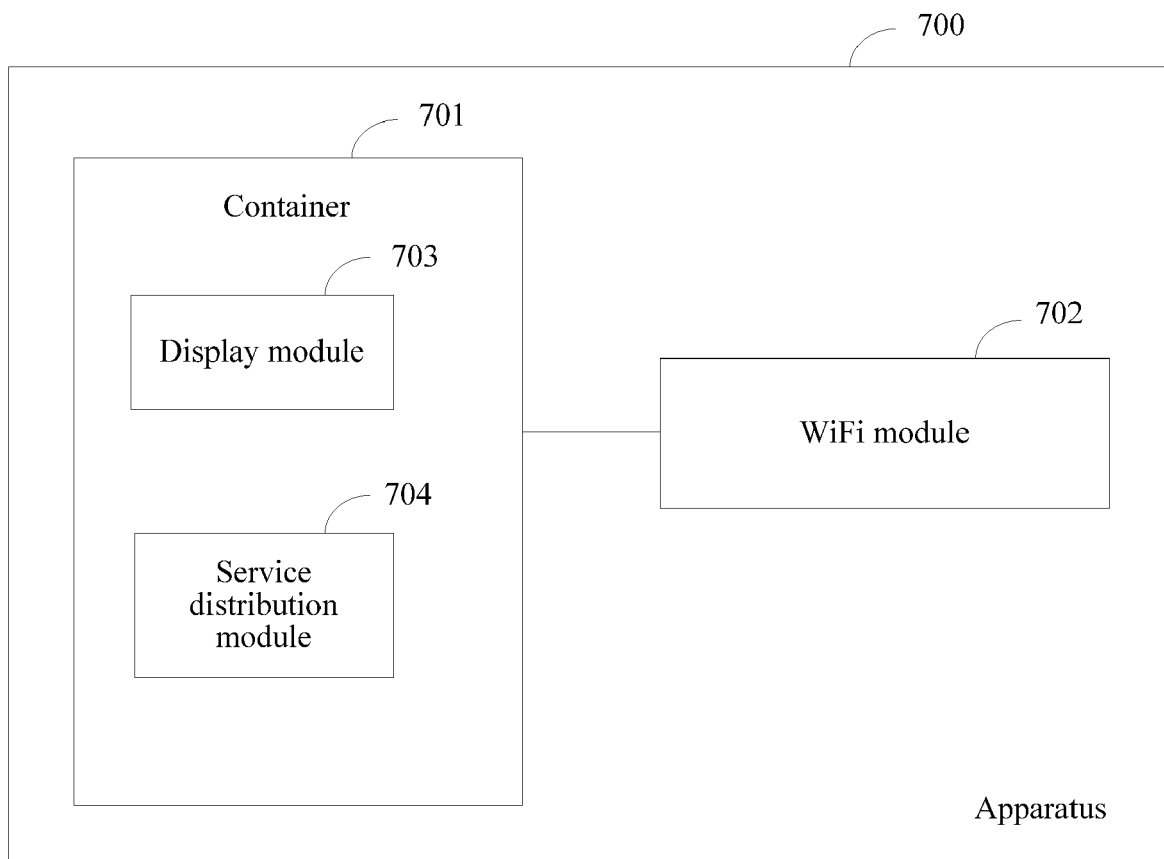 700
701
Container
703
Display module
702
WiFi module
704
Service
distribution
module
Apparatus